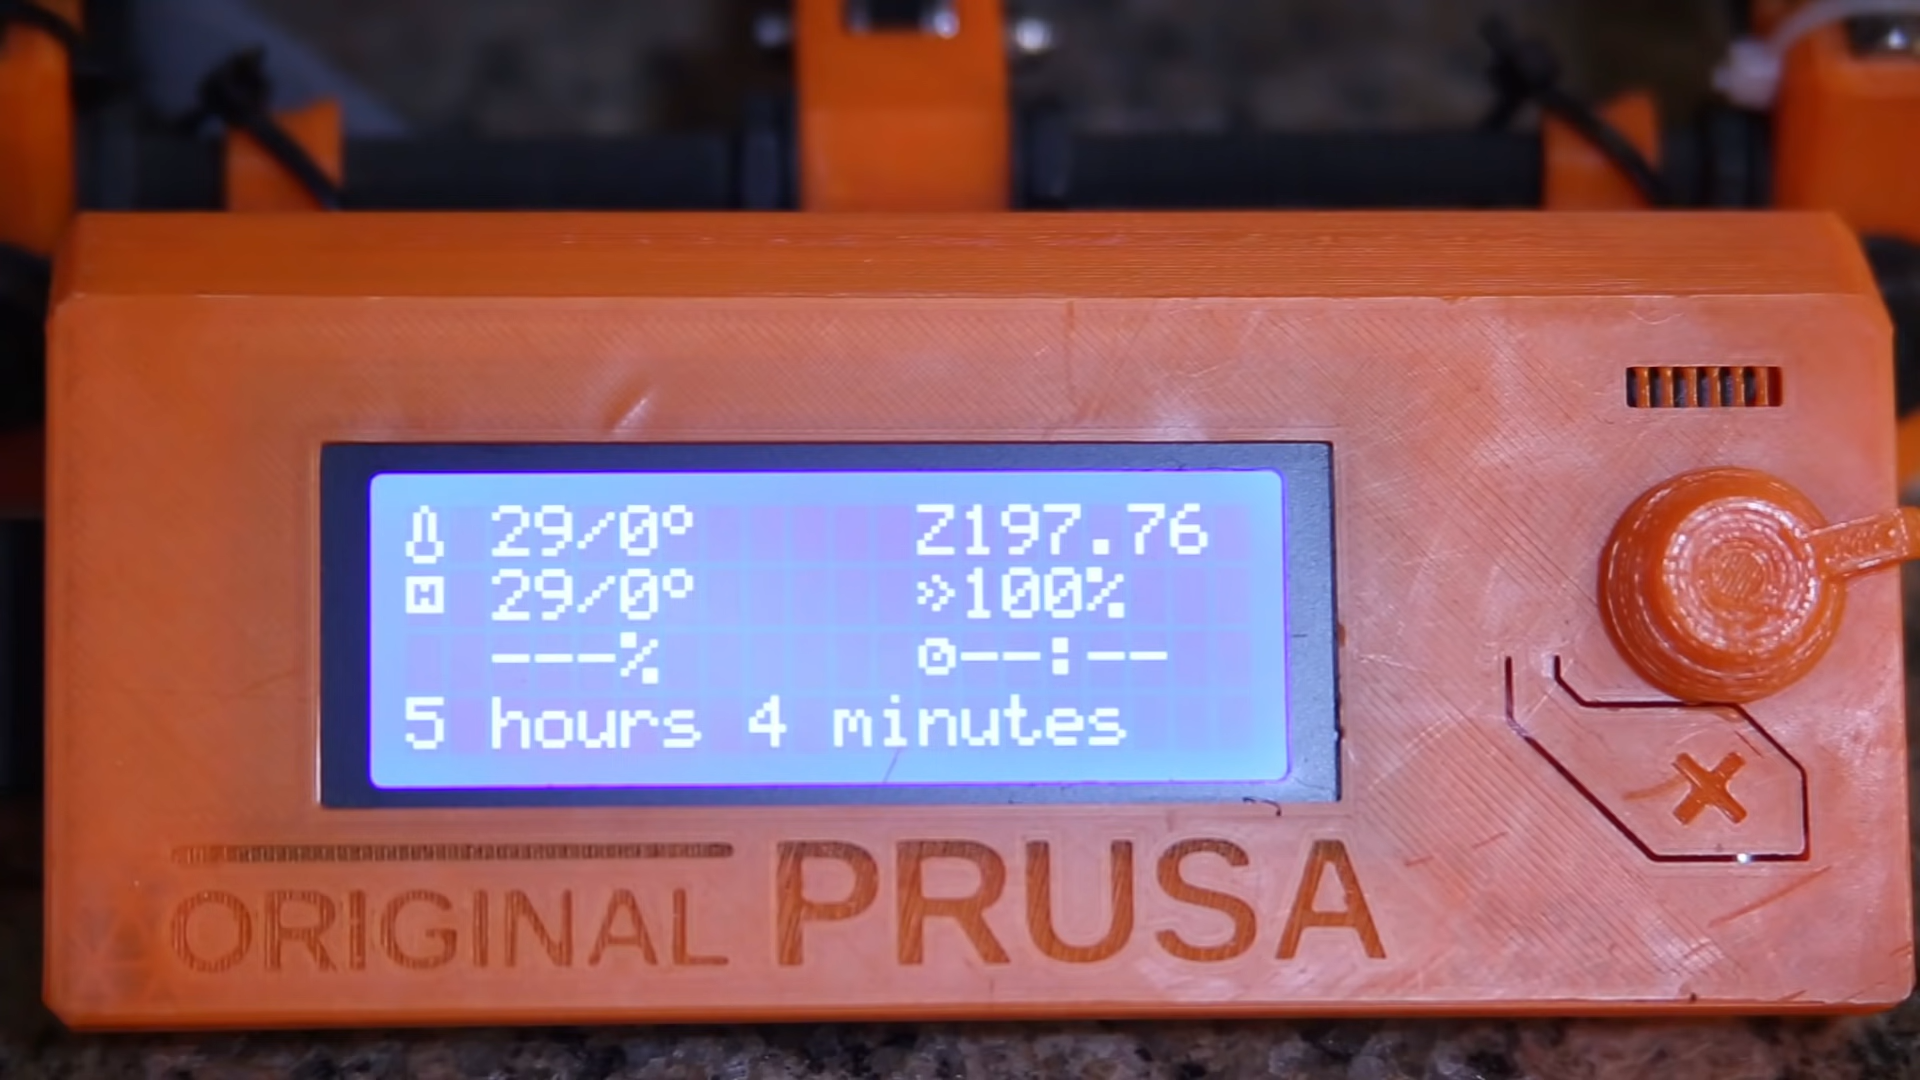 29/0° Z197.76
29/0° »100%
---% --:--
5 hours 4 minutes
ORIGINAL PRUSA